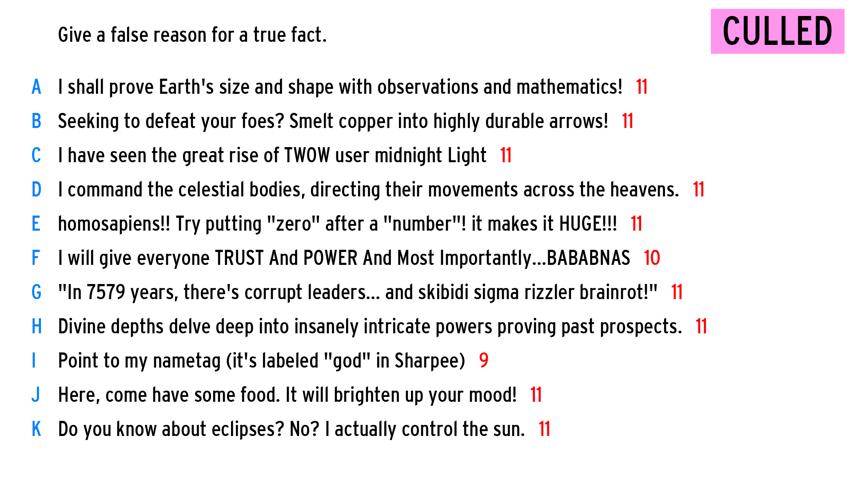 Give a false reason for a true fact.
CULLED
A I shall prove Earth's size and shape with observations and mathematics! 11
B Seeking to defeat your foes? Smelt copper into highly durable arrows! 11
C I have seen the great rise of TWOW user midnight Light 11
D I command the celestial bodies, directing their movements across the heavens. 11
E homosapiens!! Try putting "zero" after a "number"! it makes it HUGE!!! 11
F I will give everyone TRUST And POWER And Most Importantly...BABABNAS 10
G "In 7579 years, there's corrupt leaders... and skibidi sigma rizzler brainrot!" 11
H Divine depths delve deep into insanely intricate powers proving past prospects. 11
I Point to my nametag (it's labeled "god" in Sharpee) 9
J Here, come have some food. It will brighten up your mood! 11
K Do you know about eclipses? No? I actually control the sun. 11